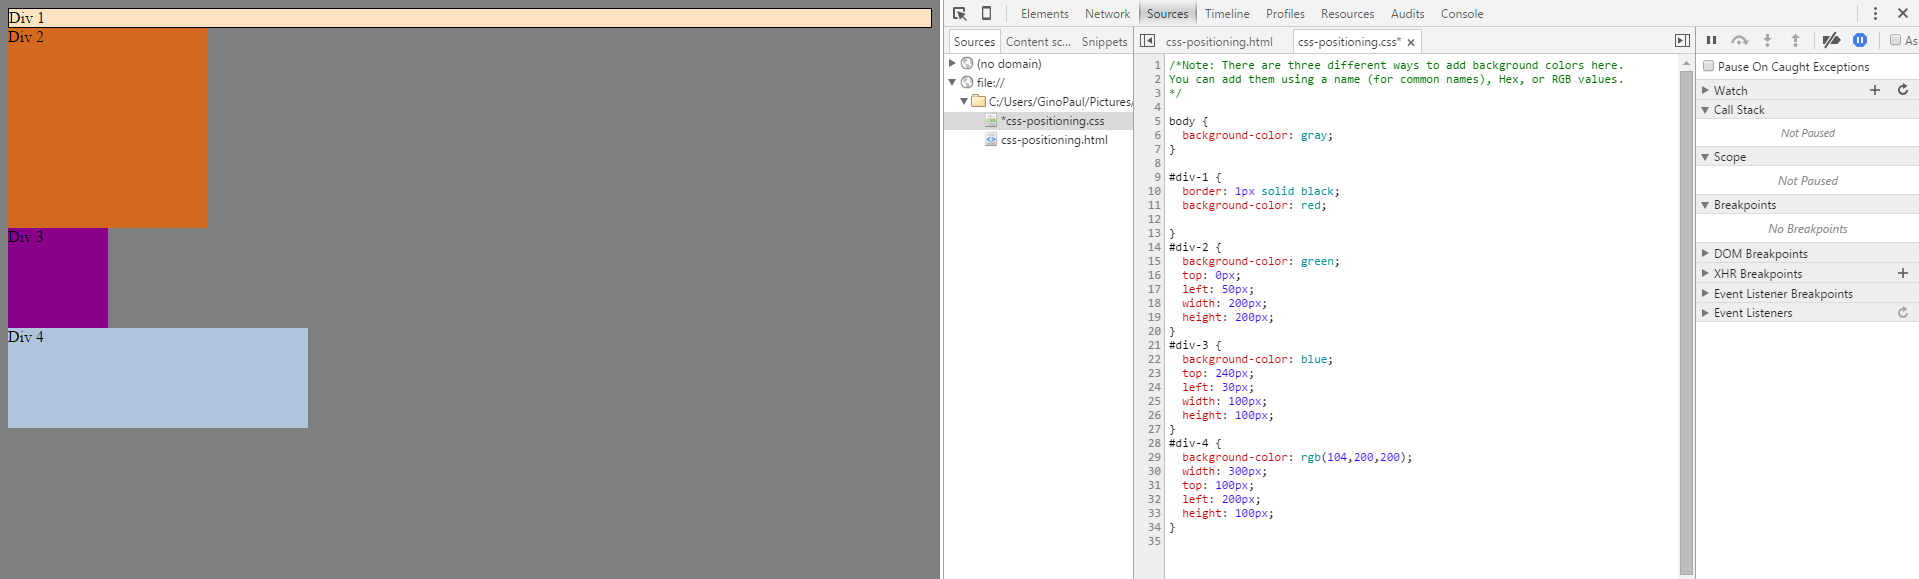 Div 1
Div 2
Div 3
Div 4
Elements Network Sources Timeline Profiles Resources Audits Console
Sources Content sc... Snippets
(no domain)
file://
C:/Users/GinoPaul/Pictures/
*css-positioning.css
css-positioning.html
css-positioning.html css-positioning.css* ×
1 /*Note: There are three different ways to add background colors here.
2 You can add them using a name (for common names), Hex, or RGB values.
3 */
4
5 body {
6 background-color: gray;
7 }
8
9 #div-1 {
10 border: 1px solid black;
11 background-color: red;
12
13 }
14 #div-2 {
15 background-color: green;
16 top: 0px;
17 left: 50px;
18 width: 200px;
19 height: 200px;
20 }
21 #div-3 {
22 background-color: blue;
23 top: 240px;
24 left: 30px;
25 width: 100px;
26 height: 100px;
27 }
28 #div-4 {
29 background-color: rgb(104,200,200);
30 width: 300px;
31 top: 100px;
32 left: 200px;
33 height: 100px;
34 }
35
As
Pause On Caught Exceptions
Watch
Call Stack
Not Paused
Scope
Not Paused
Breakpoints
No Breakpoints
DOM Breakpoints
XHR Breakpoints
Event Listener Breakpoints
Event Listeners